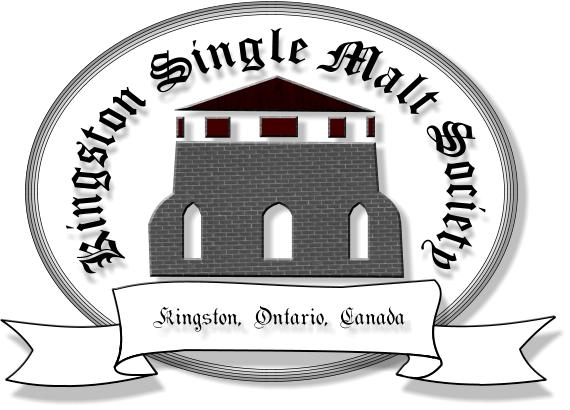 Kingston Single Malt Society
Kingston, Ontario, Canada